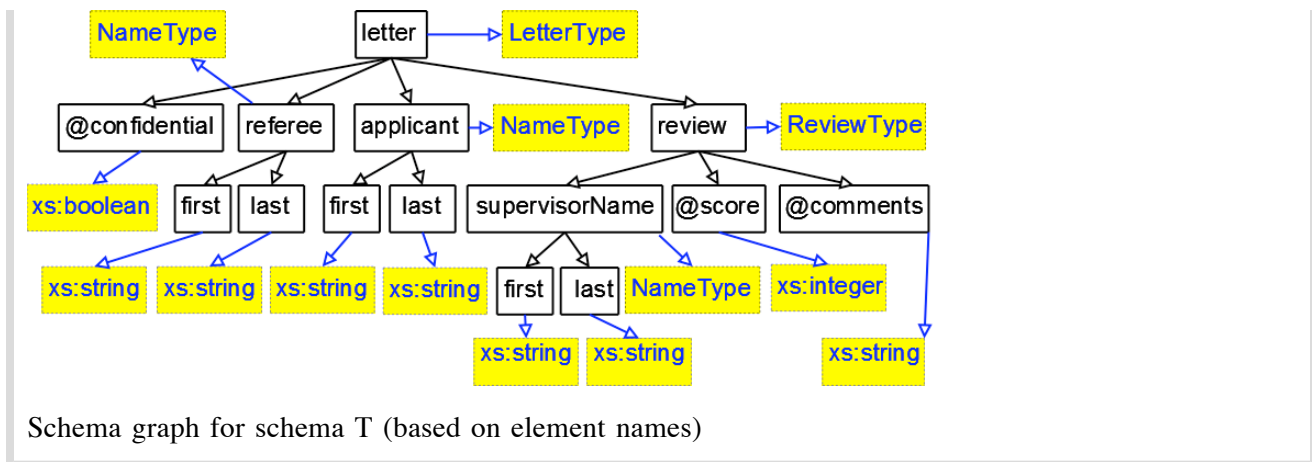 NameType letter LetterType
@confidential referee applicant NameType review ReviewType
xs:boolean first last first last supervisorName @score @comments
xs:string xs:string xs:string xs:string first last NameType xs:integer
xs:string xs:string xs:string
Schema graph for schema T (based on element names)